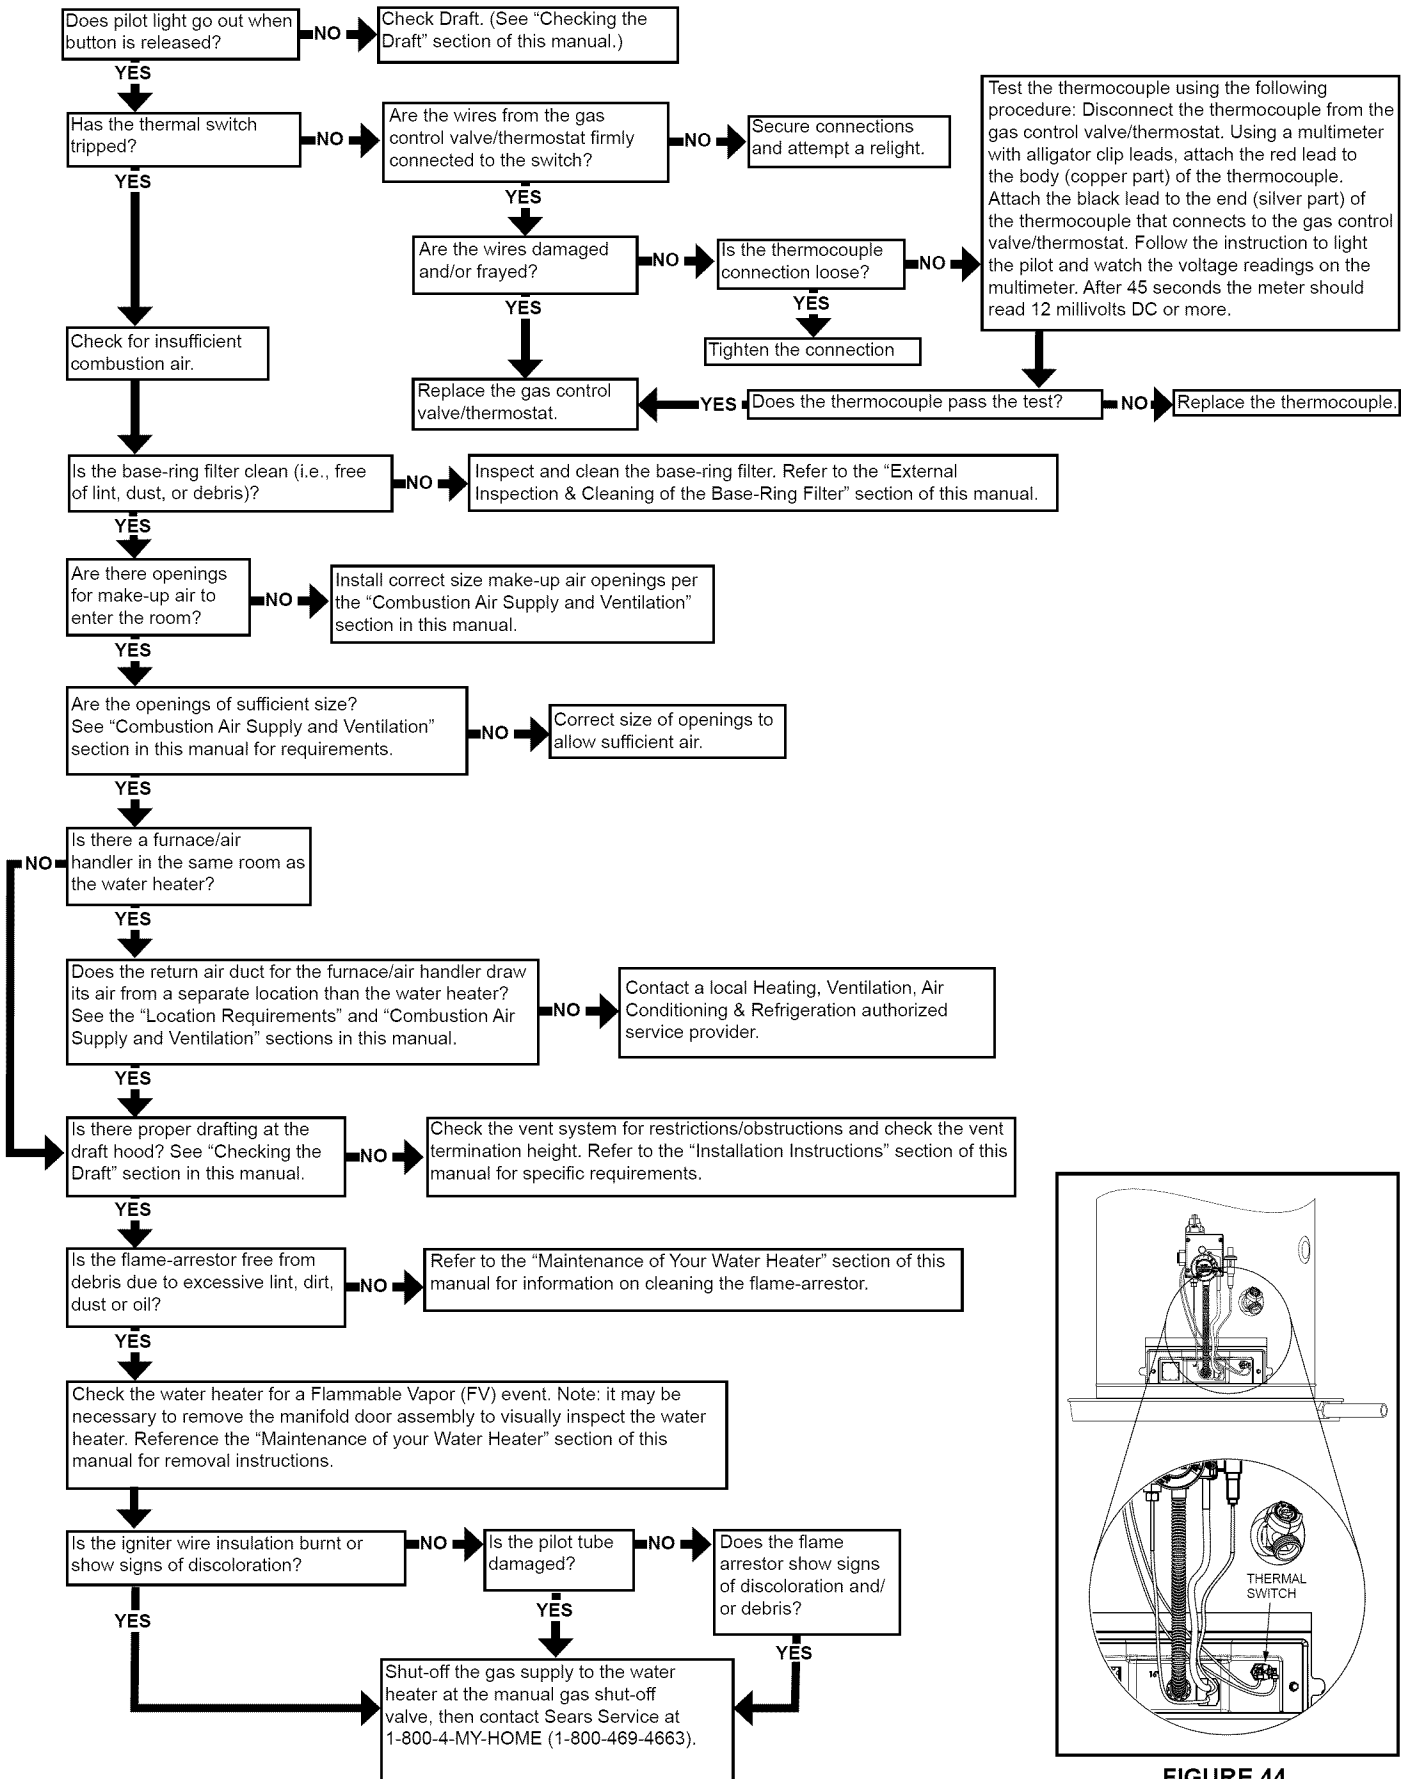 Does pilot light go out when
button is released?
NO
Check Draft. (See “Checking the
Draft” section of this manual.)
YES
Has the thermal switch
tripped?
NO
Are the wires from the gas
control valve/thermostat firmly
connected to the switch?
NO
Secure connections
and attempt a relight.
Test the thermocouple using the following
procedure: Disconnect the thermocouple from the
gas control valve/thermostat. Using a multimeter
with alligator clip leads, attach the red lead to
the body (copper part) of the thermocouple.
Attach the black lead to the end (silver part) of
the thermocouple that connects to the gas control
valve/thermostat. Follow the instruction to light
the pilot and watch the voltage readings on the
multimeter. After 45 seconds the meter should
read 12 millivolts DC or more.
YES
YES
Are the wires damaged
and/or frayed?
NO
Is the thermocouple
connection loose?
NO
YES
YES
Tighten the connection
Check for insufficient
combustion air.
Replace the gas control
valve/thermostat.
YES
Does the thermocouple pass the test?
NO
Replace the thermocouple.
Is the base-ring filter clean (i.e., free
of lint, dust, or debris)?
NO
Inspect and clean the base-ring filter. Refer to the “External
Inspection & Cleaning of the Base-Ring Filter” section of this manual.
YES
Are there openings
for make-up air to
enter the room?
NO
Install correct size make-up air openings per
the “Combustion Air Supply and Ventilation”
section in this manual.
YES
Are the openings of sufficient size?
See “Combustion Air Supply and Ventilation”
section in this manual for requirements.
NO
Correct size of openings to
allow sufficient air.
YES
Is there a furnace/air
handler in the same room as
the water heater?
NO
YES
Does the return air duct for the furnace/air handler draw
its air from a separate location than the water heater?
See the “Location Requirements” and “Combustion Air
Supply and Ventilation” sections in this manual.
NO
Contact a local Heating, Ventilation, Air
Conditioning & Refrigeration authorized
service provider.
YES
Is there proper drafting at the
draft hood? See “Checking the
Draft” section in this manual.
NO
Check the vent system for restrictions/obstructions and check the vent
termination height. Refer to the “Installation Instructions” section of this
manual for specific requirements.
YES
Is the flame-arrestor free from
debris due to excessive lint, dirt,
dust or oil?
NO
Refer to the “Maintenance of Your Water Heater” section of this
manual for information on cleaning the flame-arrestor.
YES
Check the water heater for a Flammable Vapor (FV) event. Note: it may be
necessary to remove the manifold door assembly to visually inspect the water
heater. Reference the “Maintenance of your Water Heater” section of this
manual for removal instructions.
Is the igniter wire insulation burnt or
show signs of discoloration?
NO
Is the pilot tube
damaged?
NO
Does the flame
arrestor show signs
of discoloration and/
or debris?
YES
YES
YES
Shut-off the gas supply to the water
heater at the manual gas shut-off
valve, then contact Sears Service at
1-800-4-MY-HOME (1-800-469-4663).
THERMAL
SWITCH
16
FIGURE 44